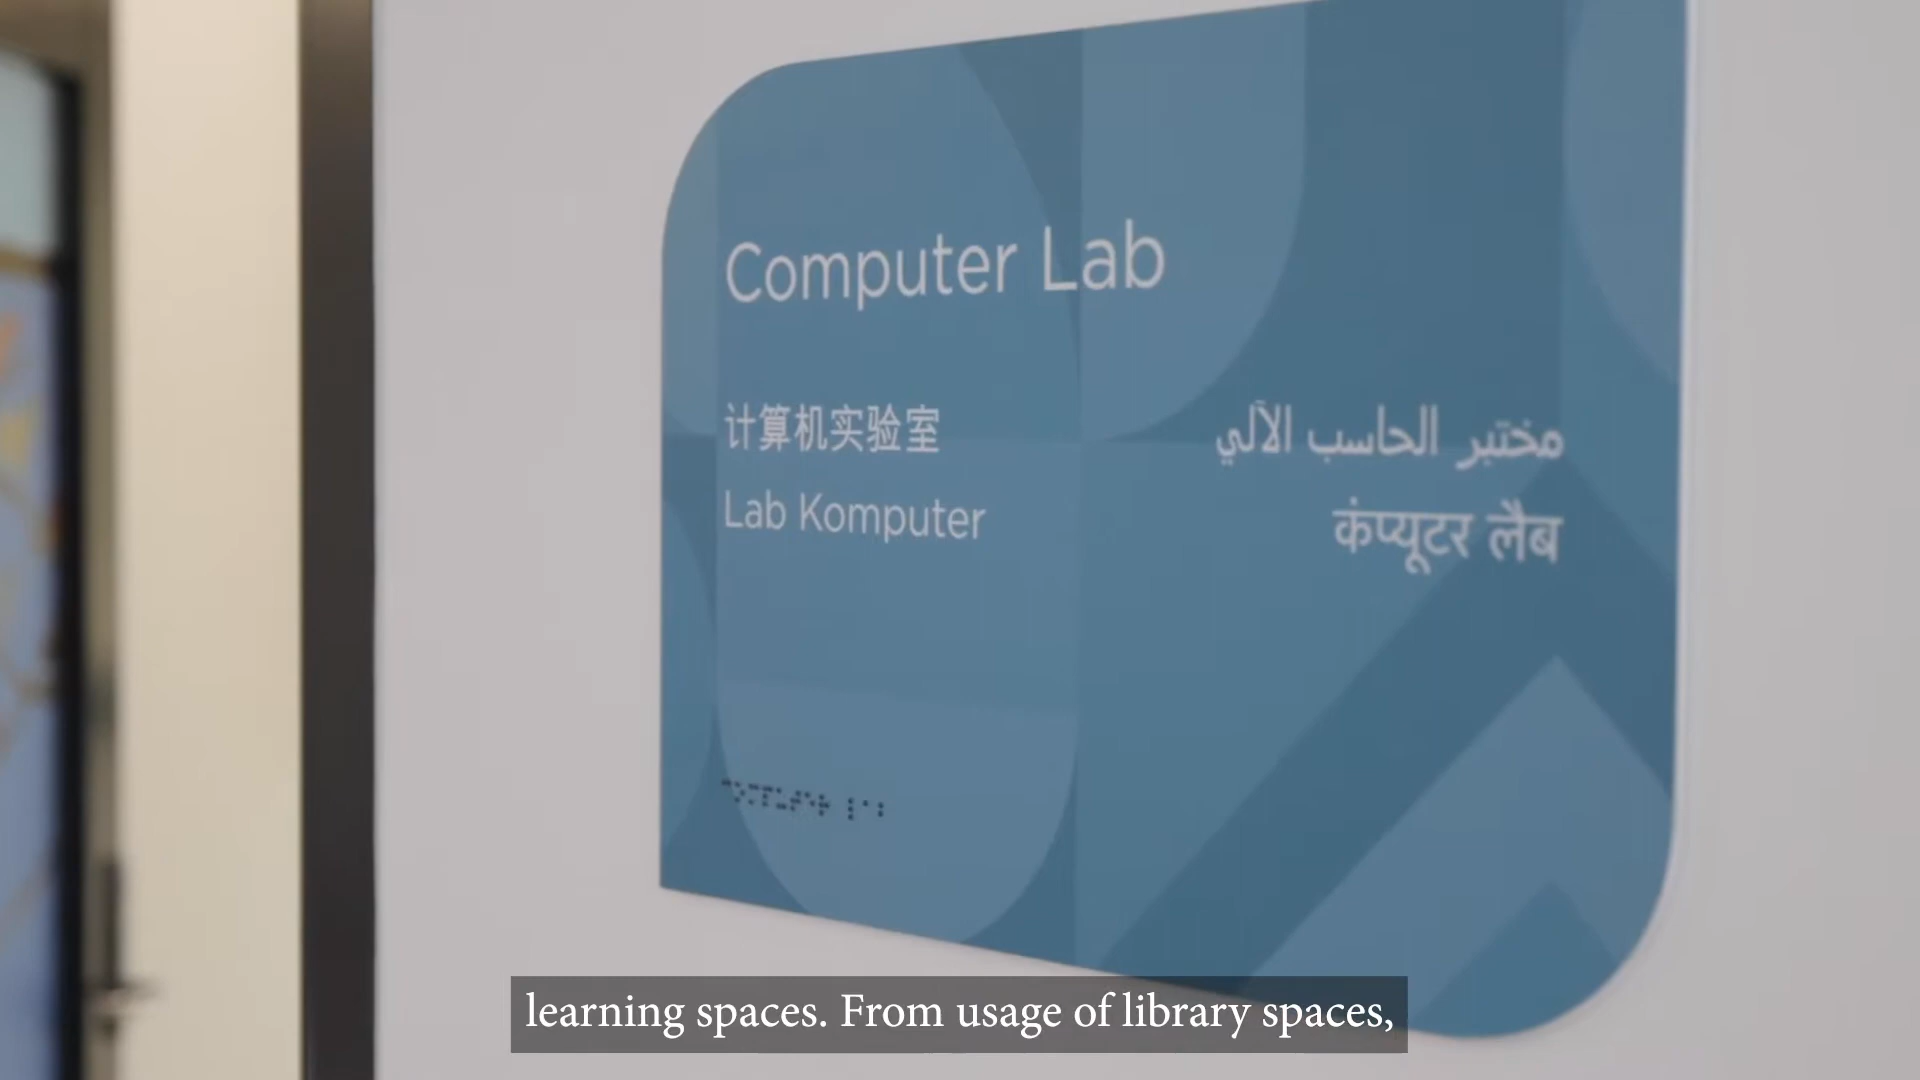 Computer Lab
计算机实验室
مختبر الحاسب الآلي
Lab Komputer
कंप्यूटर लैब
learning spaces. From usage of library spaces,